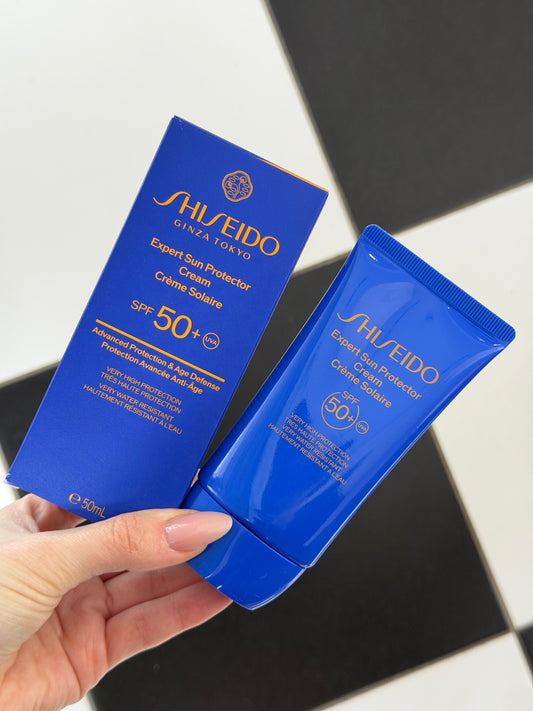 SHISEIDO
GINZA TOKYO
Expert Sun Protector
Cream
Crème Solaire
SPF 50+ UVA
Advanced Protection & Age Defense
Protection Avancée Anti-Âge
VERY HIGH PROTECTION
TRÈS HAUTE PROTECTION
VERY WATER RESISTANT
HAUTEMENT RÉSISTANT À L'EAU
℮ 50mL
SHISEIDO
Expert Sun Protector
Cream
Crème Solaire
SPF
50+ UVA
VERY HIGH PROTECTION
TRÈS HAUTE PROTECTION
VERY WATER RESISTANT
HAUTEMENT RÉSISTANT À L'EAU